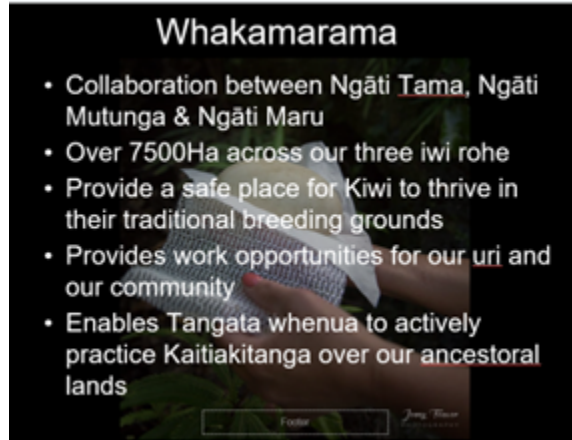 Whakamarama
• Collaboration between Ngāti Tama, Ngāti
Mutunga & Ngāti Maru
• Over 7500Ha across our three iwi rohe
• Provide a safe place for Kiwi to thrive in
their traditional breeding grounds
• Provides work opportunities for our uri and
our community
• Enables Tangata whenua to actively
practice Kaitiakitanga over our ancestoral
lands
Footer